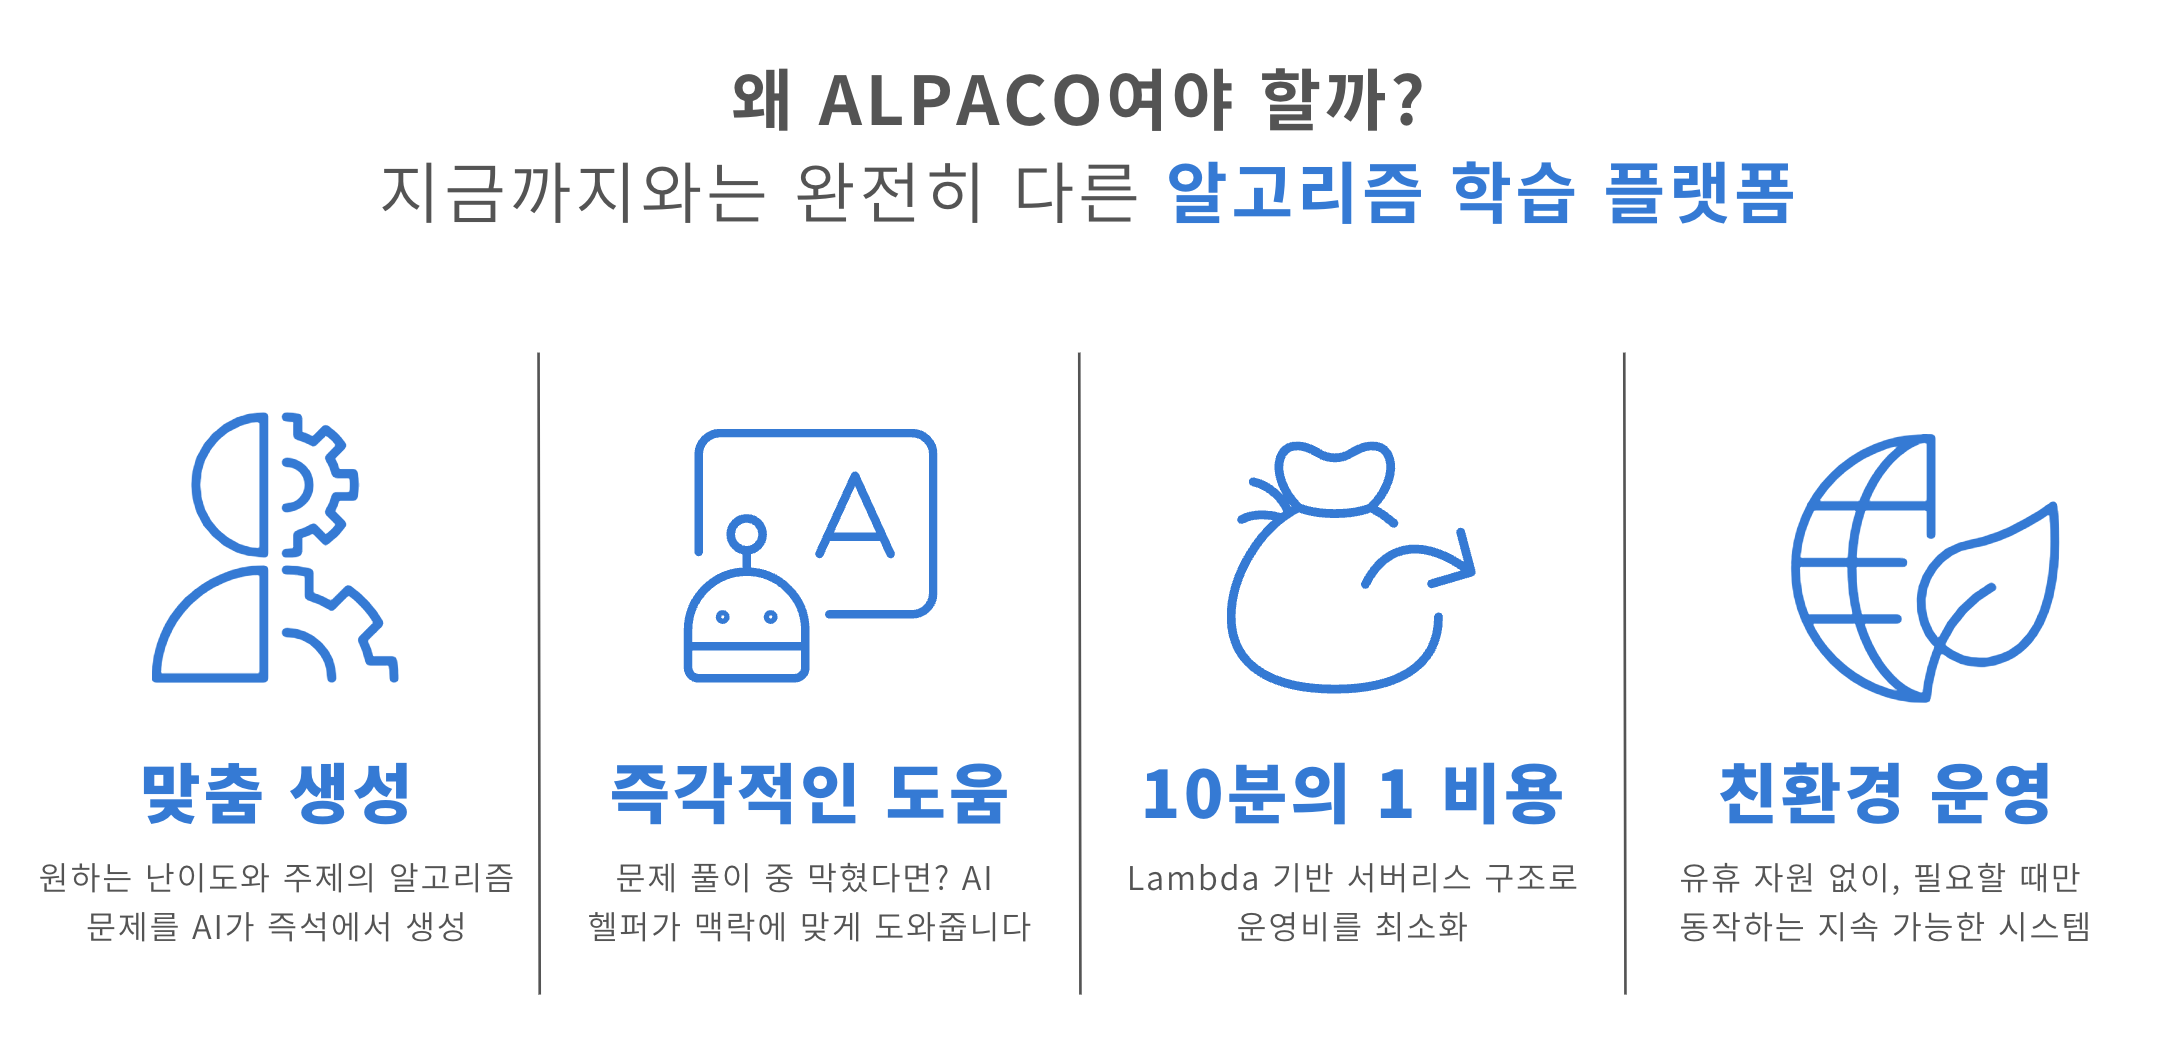 왜 ALPACO여야 할까?
지금까지와는 완전히 다른 알고리즘 학습 플랫폼
A
맞춤 생성
원하는 난이도와 주제의 알고리즘
문제를 AI가 즉석에서 생성
즉각적인 도움
문제 풀이 중 막혔다면? AI
헬퍼가 맥락에 맞게 도와줍니다
10분의 1 비용
Lambda 기반 서버리스 구조로
운영비를 최소화
친환경 운영
유휴 자원 없이, 필요할 때만
동작하는 지속 가능한 시스템